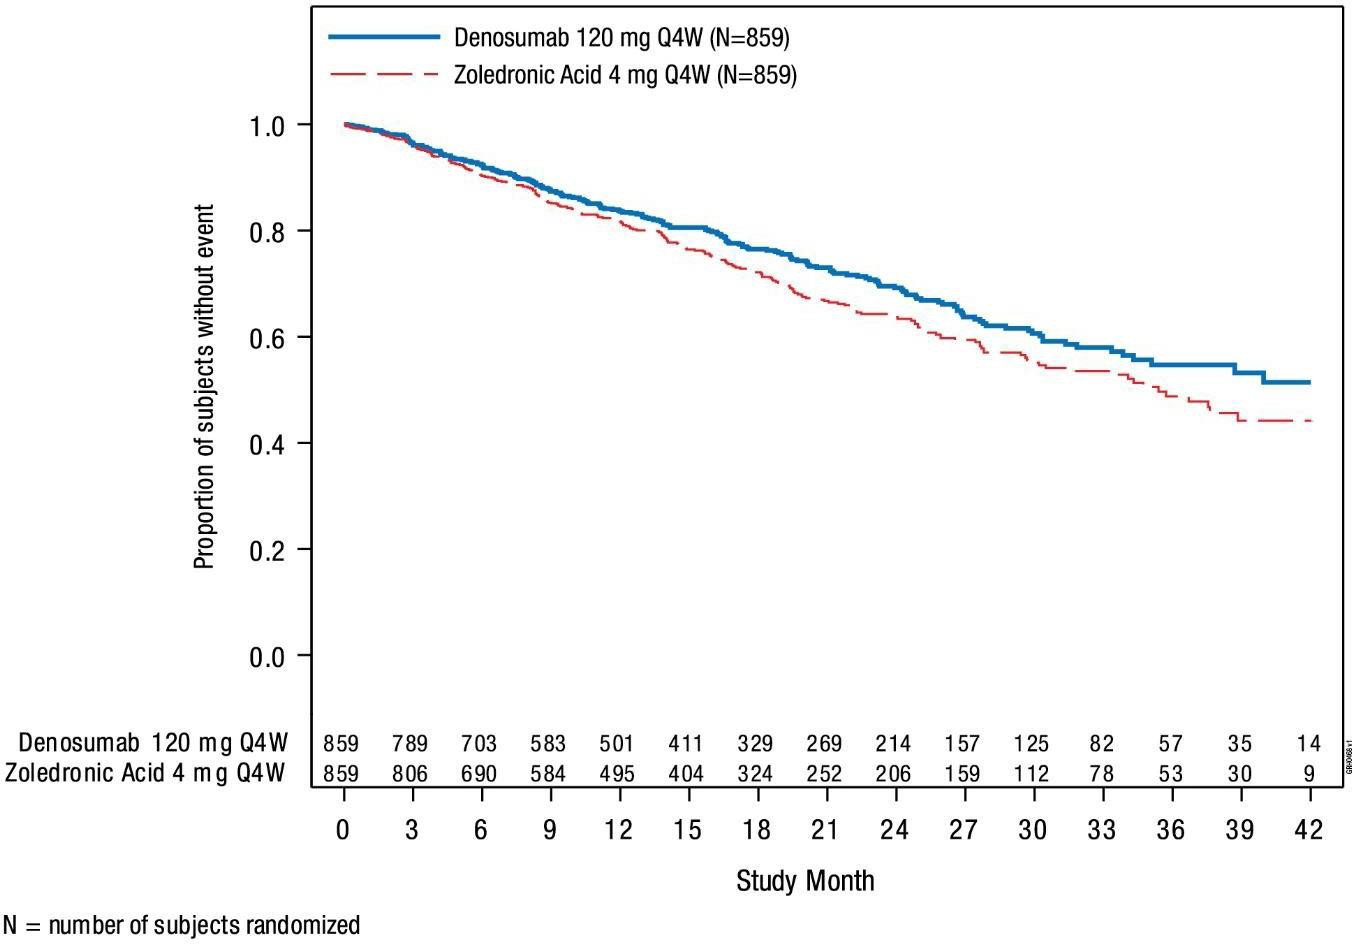 Denosumab 120 mg Q4W (N=859)
Zoledronic Acid 4 mg Q4W (N=859)
1.0
0.8
0.6
0.4
0.2
0.0
Proportion of subjects without event
Denosumab 120 mg Q4W 859 789 703 583 501 411 329 269 214 157 125 82 57 35 14
Zoledronic Acid 4 mg Q4W 859 806 690 584 495 404 324 252 206 159 112 78 53 30 9
0 3 6 9 12 15 18 21 24 27 30 33 36 39 42
Study Month
N = number of subjects randomized